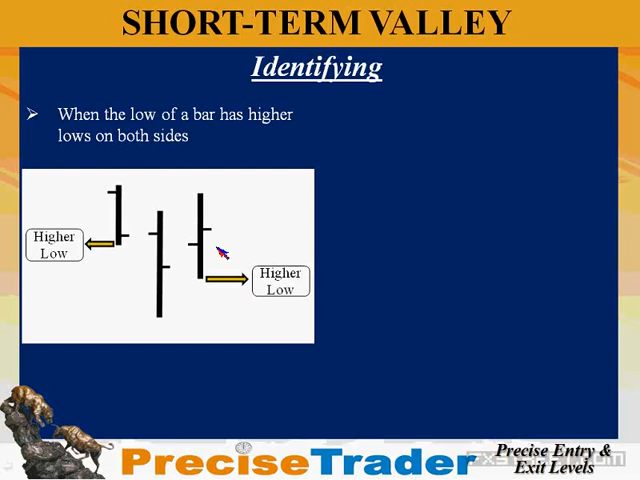 SHORT-TERM VALLEY
Identifying
➢ When the low of a bar has higher
lows on both sides
Higher
Low
Higher
Low
PreciseTrader
Precise Entry &
Exit Levels